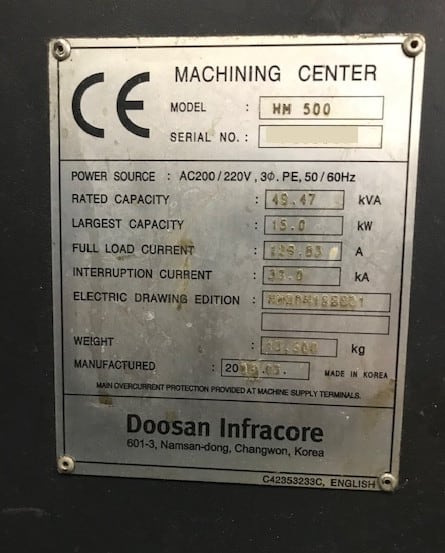 CE MACHINING CENTER
MODEL : HM 500
SERIAL NO. :
POWER SOURCE : AC200/220V, 3Φ. PE, 50/60Hz
RATED CAPACITY : 49.47 kVA
LARGEST CAPACITY : 15.0 kW
FULL LOAD CURRENT : A
INTERRUPTION CURRENT : 33.0 kA
ELECTRIC DRAWING EDITION :
WEIGHT : kg
MANUFACTURED : MADE IN KOREA
MAIN OVERCURRENT PROTECTION PROVIDED AT MACHINE SUPPLY TERMINALS.
Doosan Infracore
601-3, Namsan-dong, Changwon, Korea
C42353233C, ENGLISH